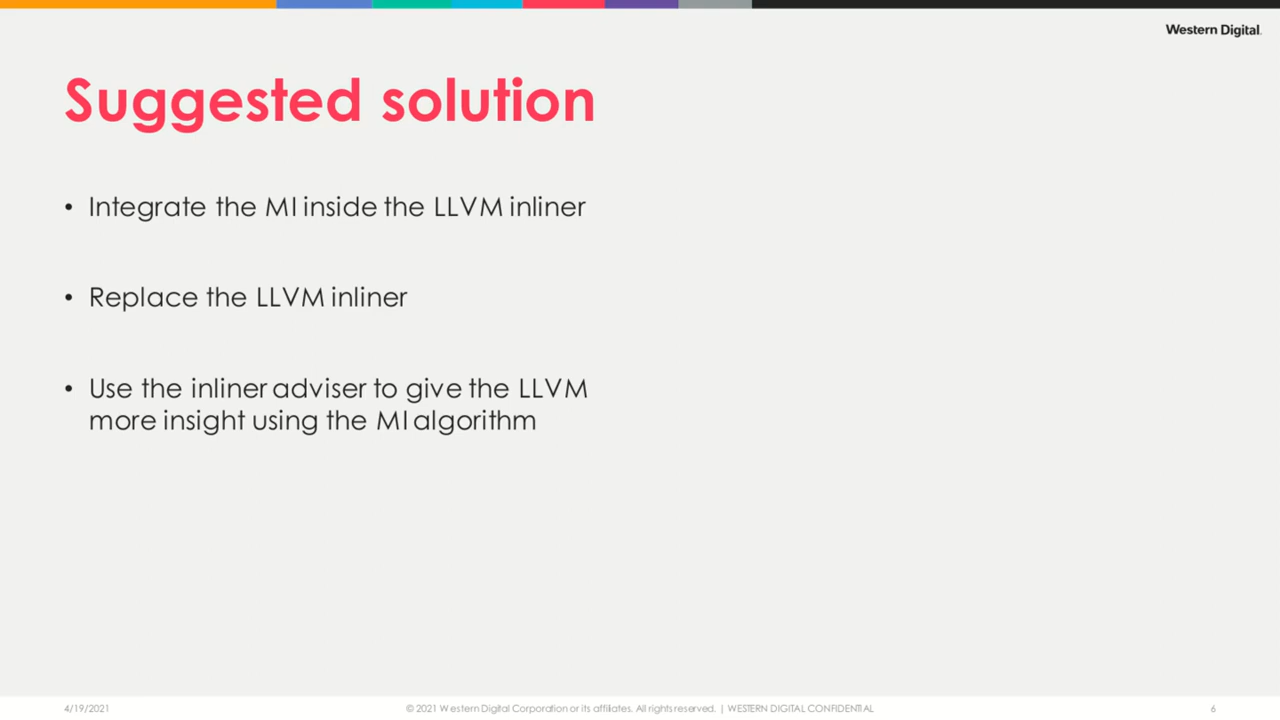 Western Digital.
Suggested solution
• Integrate the MI inside the LLVM inliner
• Replace the LLVM inliner
• Use the inliner adviser to give the LLVM
more insight using the MI algorithm
4/19/2021
© 2021 Western Digital Corporation or its affiliates. All rights reserved. | WESTERN DIGITAL CONFIDENTIAL
6